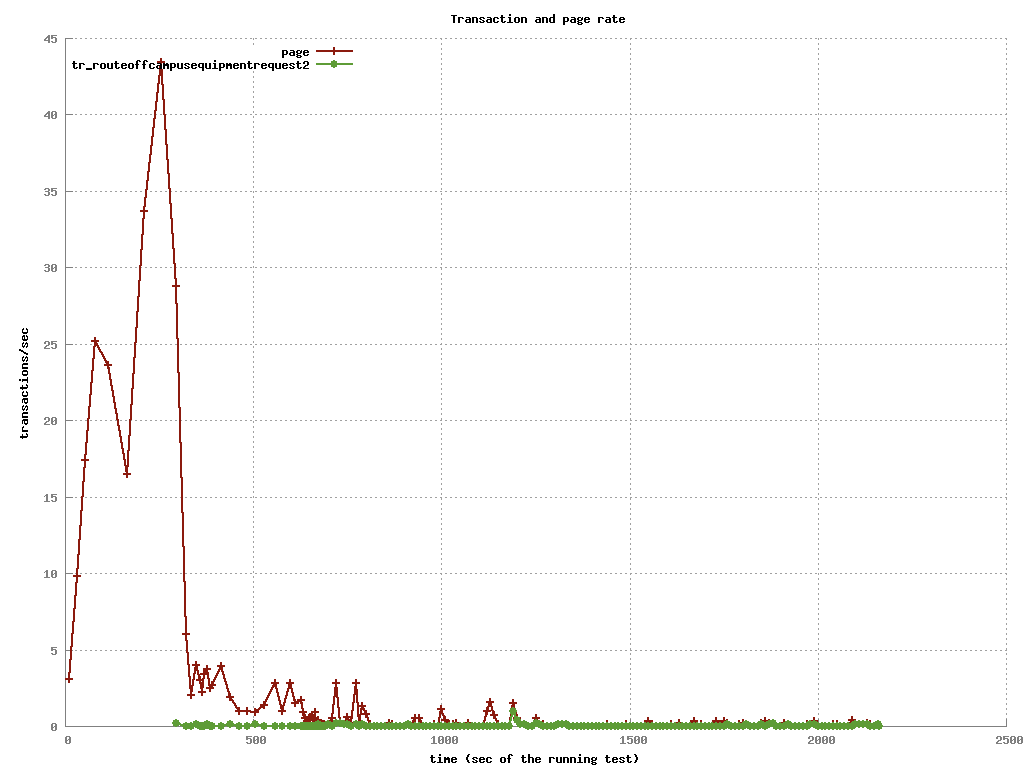 Transaction and page rate
page
tr_routeoffcampusequipmentrequest2
transactions/sec
45
40
35
30
25
20
15
10
5
0
0 500 1000 1500 2000 2500
time (sec of the running test)